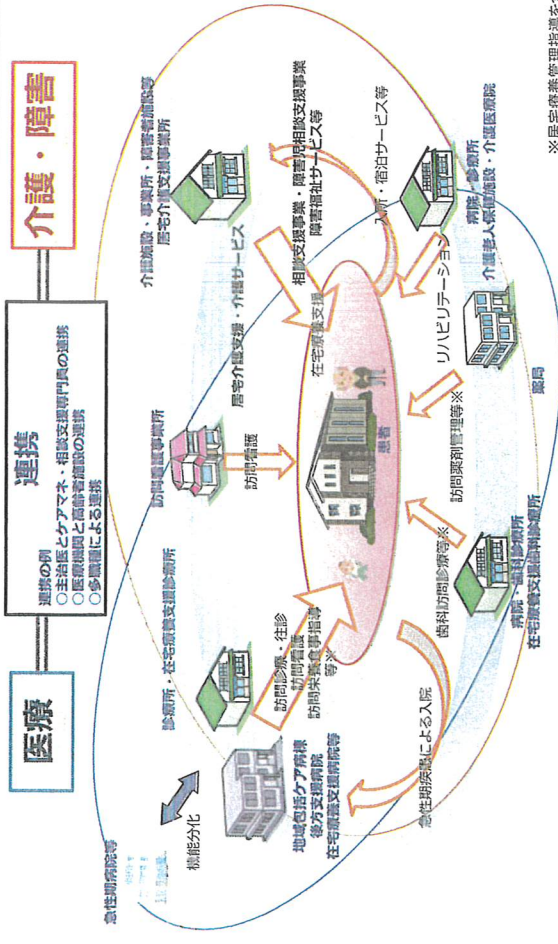 医療
連携
連携の例
○主治医とケアマネ・相談支援専門員の連携
○医療機関と高齢者施設の連携
○多職種による連携
介護・障害
急性期病院等
機能分化
診療所・在宅療養支援診療所
訪問看護事業所
介護施設・事業所・障害者施設等
居宅介護支援事業所
地域包括ケア病棟
後方支援病院
在宅療養支援病院等
訪問診療・往診
訪問看護
訪問栄養食事指導
等※
訪問看護
居宅介護支援・介護サービス
相談支援事業・障害児相談支援事業
障害福祉サービス等
在宅療養支援
患者
入所・宿泊サービス等
急性期疾患による入院
歯科訪問診療等※
訪問薬剤管理等※
リハビリテーション
病院・歯科診療所
在宅療養支援歯科診療所
薬局
病院・診療所
介護老人保健施設・介護医療院
※居宅療養管理指導を